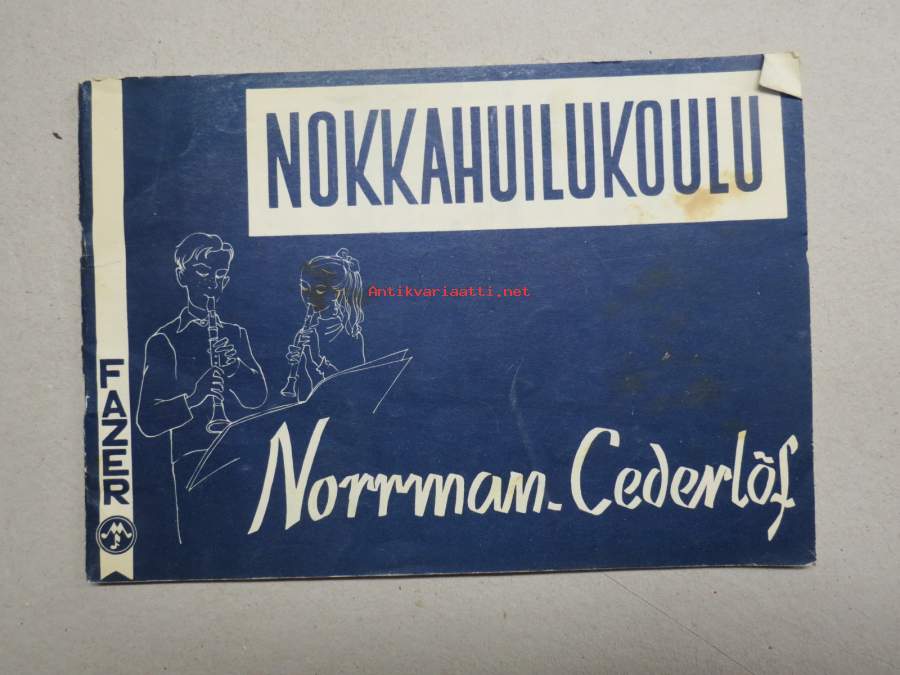 NOKKAHUILUKOULU
Antikvariaatti.net
FAZER
Norrman-Cederlöf